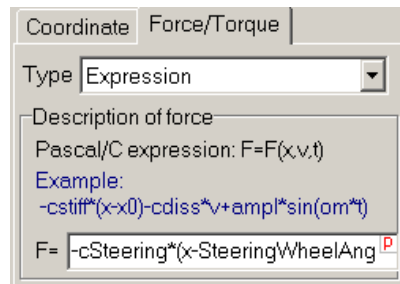 Coordinate Force/Torque
Type Expression
Description of force
Pascal/C expression: F=F(x,v,t)
Example:
-cstiff*(x-x0)-cdiss*v+ampl*sin(om*t)
F= -cSteering*(x-SteeringWheelAng P